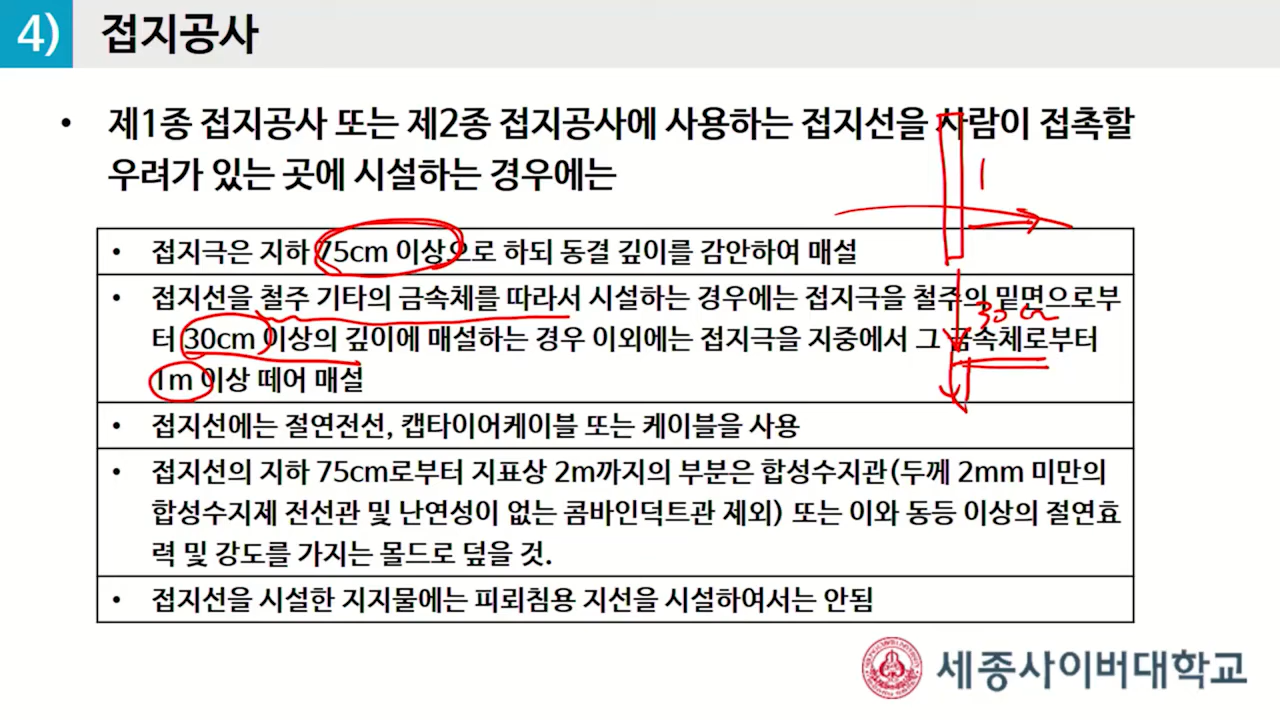 4) 접지공사
• 제1종 접지공사 또는 제2종 접지공사에 사용하는 접지선을 사람이 접촉할
우려가 있는 곳에 시설하는 경우에는
• 접지극은 지하 75cm 이상으로 하되 동결 깊이를 감안하여 매설
• 접지선을 철주 기타의 금속체를 따라서 시설하는 경우에는 접지극을 철주의 밑면으로부
터 30cm 이상의 깊이에 매설하는 경우 이외에는 접지극을 지중에서 그 금속체로부터
1m 이상 떼어 매설
• 접지선에는 절연전선, 캡타이어케이블 또는 케이블을 사용
• 접지선의 지하 75cm로부터 지표상 2m까지의 부분은 합성수지관(두께 2mm 미만의
합성수지제 전선관 및 난연성이 없는 콤바인덕트관 제외) 또는 이와 동등 이상의 절연효
력 및 강도를 가지는 몰드로 덮을 것.
• 접지선을 시설한 지지물에는 피뢰침용 지선을 시설하여서는 안됨
세종사이버대학교